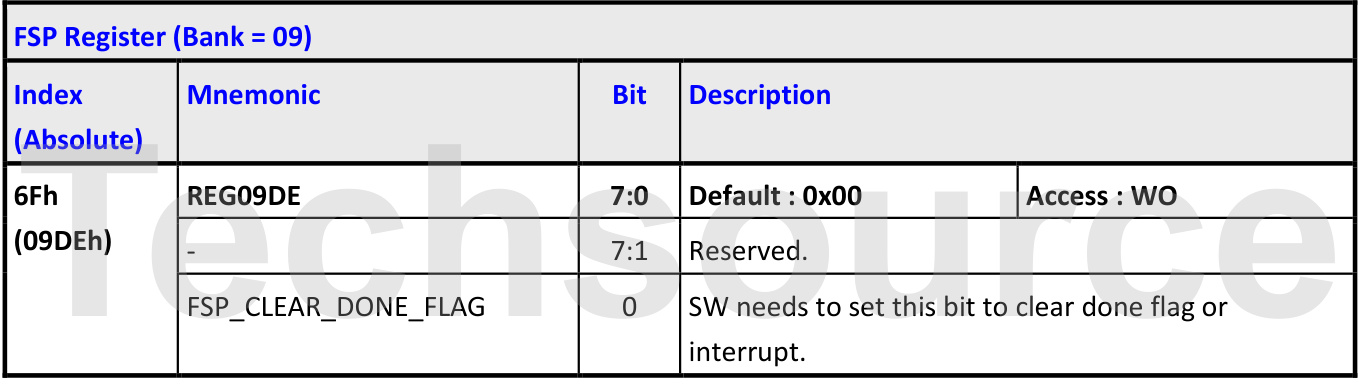 FSP Register (Bank = 09)
Index
(Absolute)
Mnemonic
Bit
Description
6Fh
(09DEh)
REG09DE
7:0
Default : 0x00
Access : WO
-
7:1
Reserved.
FSP_CLEAR_DONE_FLAG
0
SW needs to set this bit to clear done flag or
interrupt.
Techsource